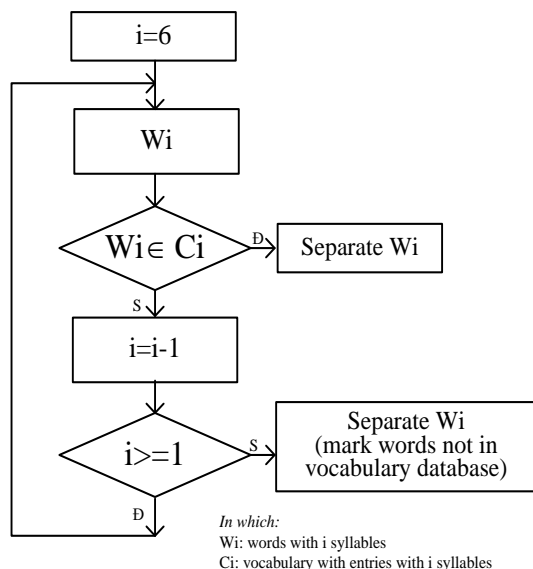 i=6
Wi
Wi∈ Ci
Đ
Separate Wi
S
i=i-1
i>=1
S
Separate Wi
(mark words not in
vocabulary database)
Đ
In which:
Wi: words with i syllables
Ci: vocabulary with entries with i syllables